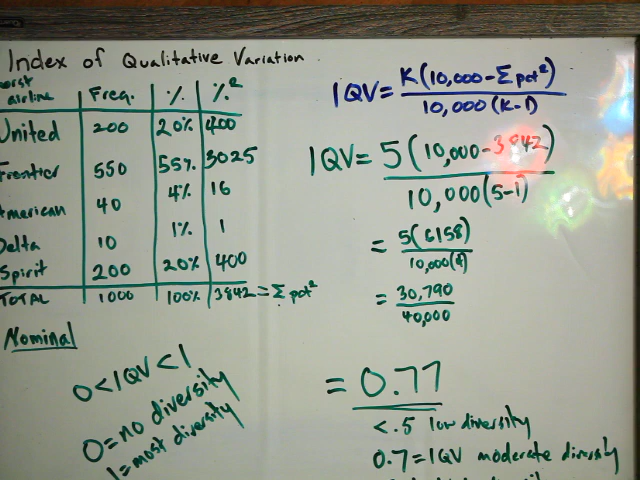 Index of Qualitative Variation
worst airline Freq. % %²
United 200 20% 400
Frontier 550 55% 3025
American 40 4% 16
Delta 10 1% 1
Spirit 200 20% 400
TOTAL 1000 100% 3842 = Σ pct²
Nominal
0 < IQV < 1
0 = no diversity
1 = most diversity
IQV = K(10,000 - Σ pct²)
10,000 (K-1)
IQV = 5(10,000 - 3842)
10,000 (5-1)
= 5(6158)
10,000(4)
= 30,790
40,000
= 0.77
< .5 low diversity
0.7 = IQV moderate diversity